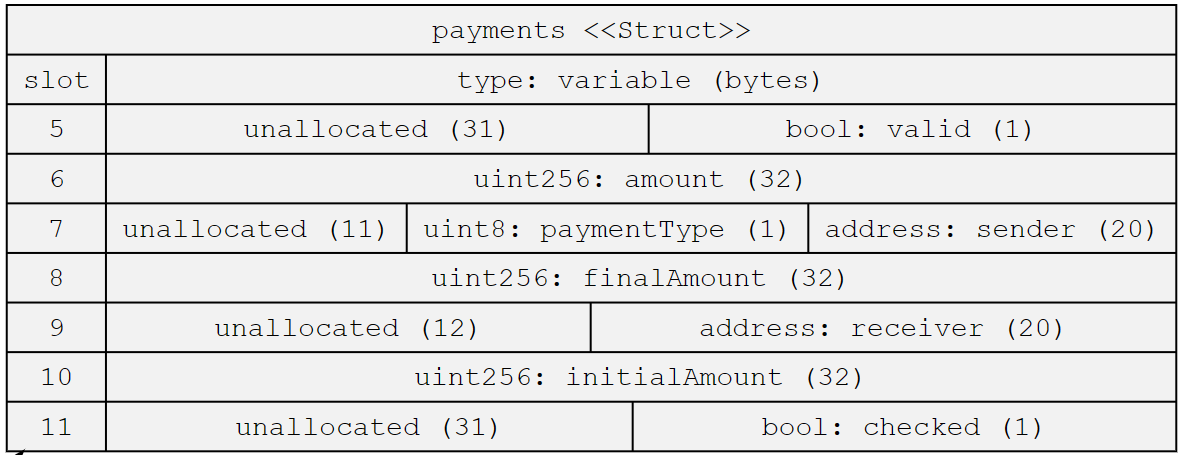 payments <<Struct>>
slot type: variable (bytes)
5 unallocated (31) bool: valid (1)
6 uint256: amount (32)
7 unallocated (11) uint8: paymentType (1) address: sender (20)
8 uint256: finalAmount (32)
9 unallocated (12) address: receiver (20)
10 uint256: initialAmount (32)
11 unallocated (31) bool: checked (1)